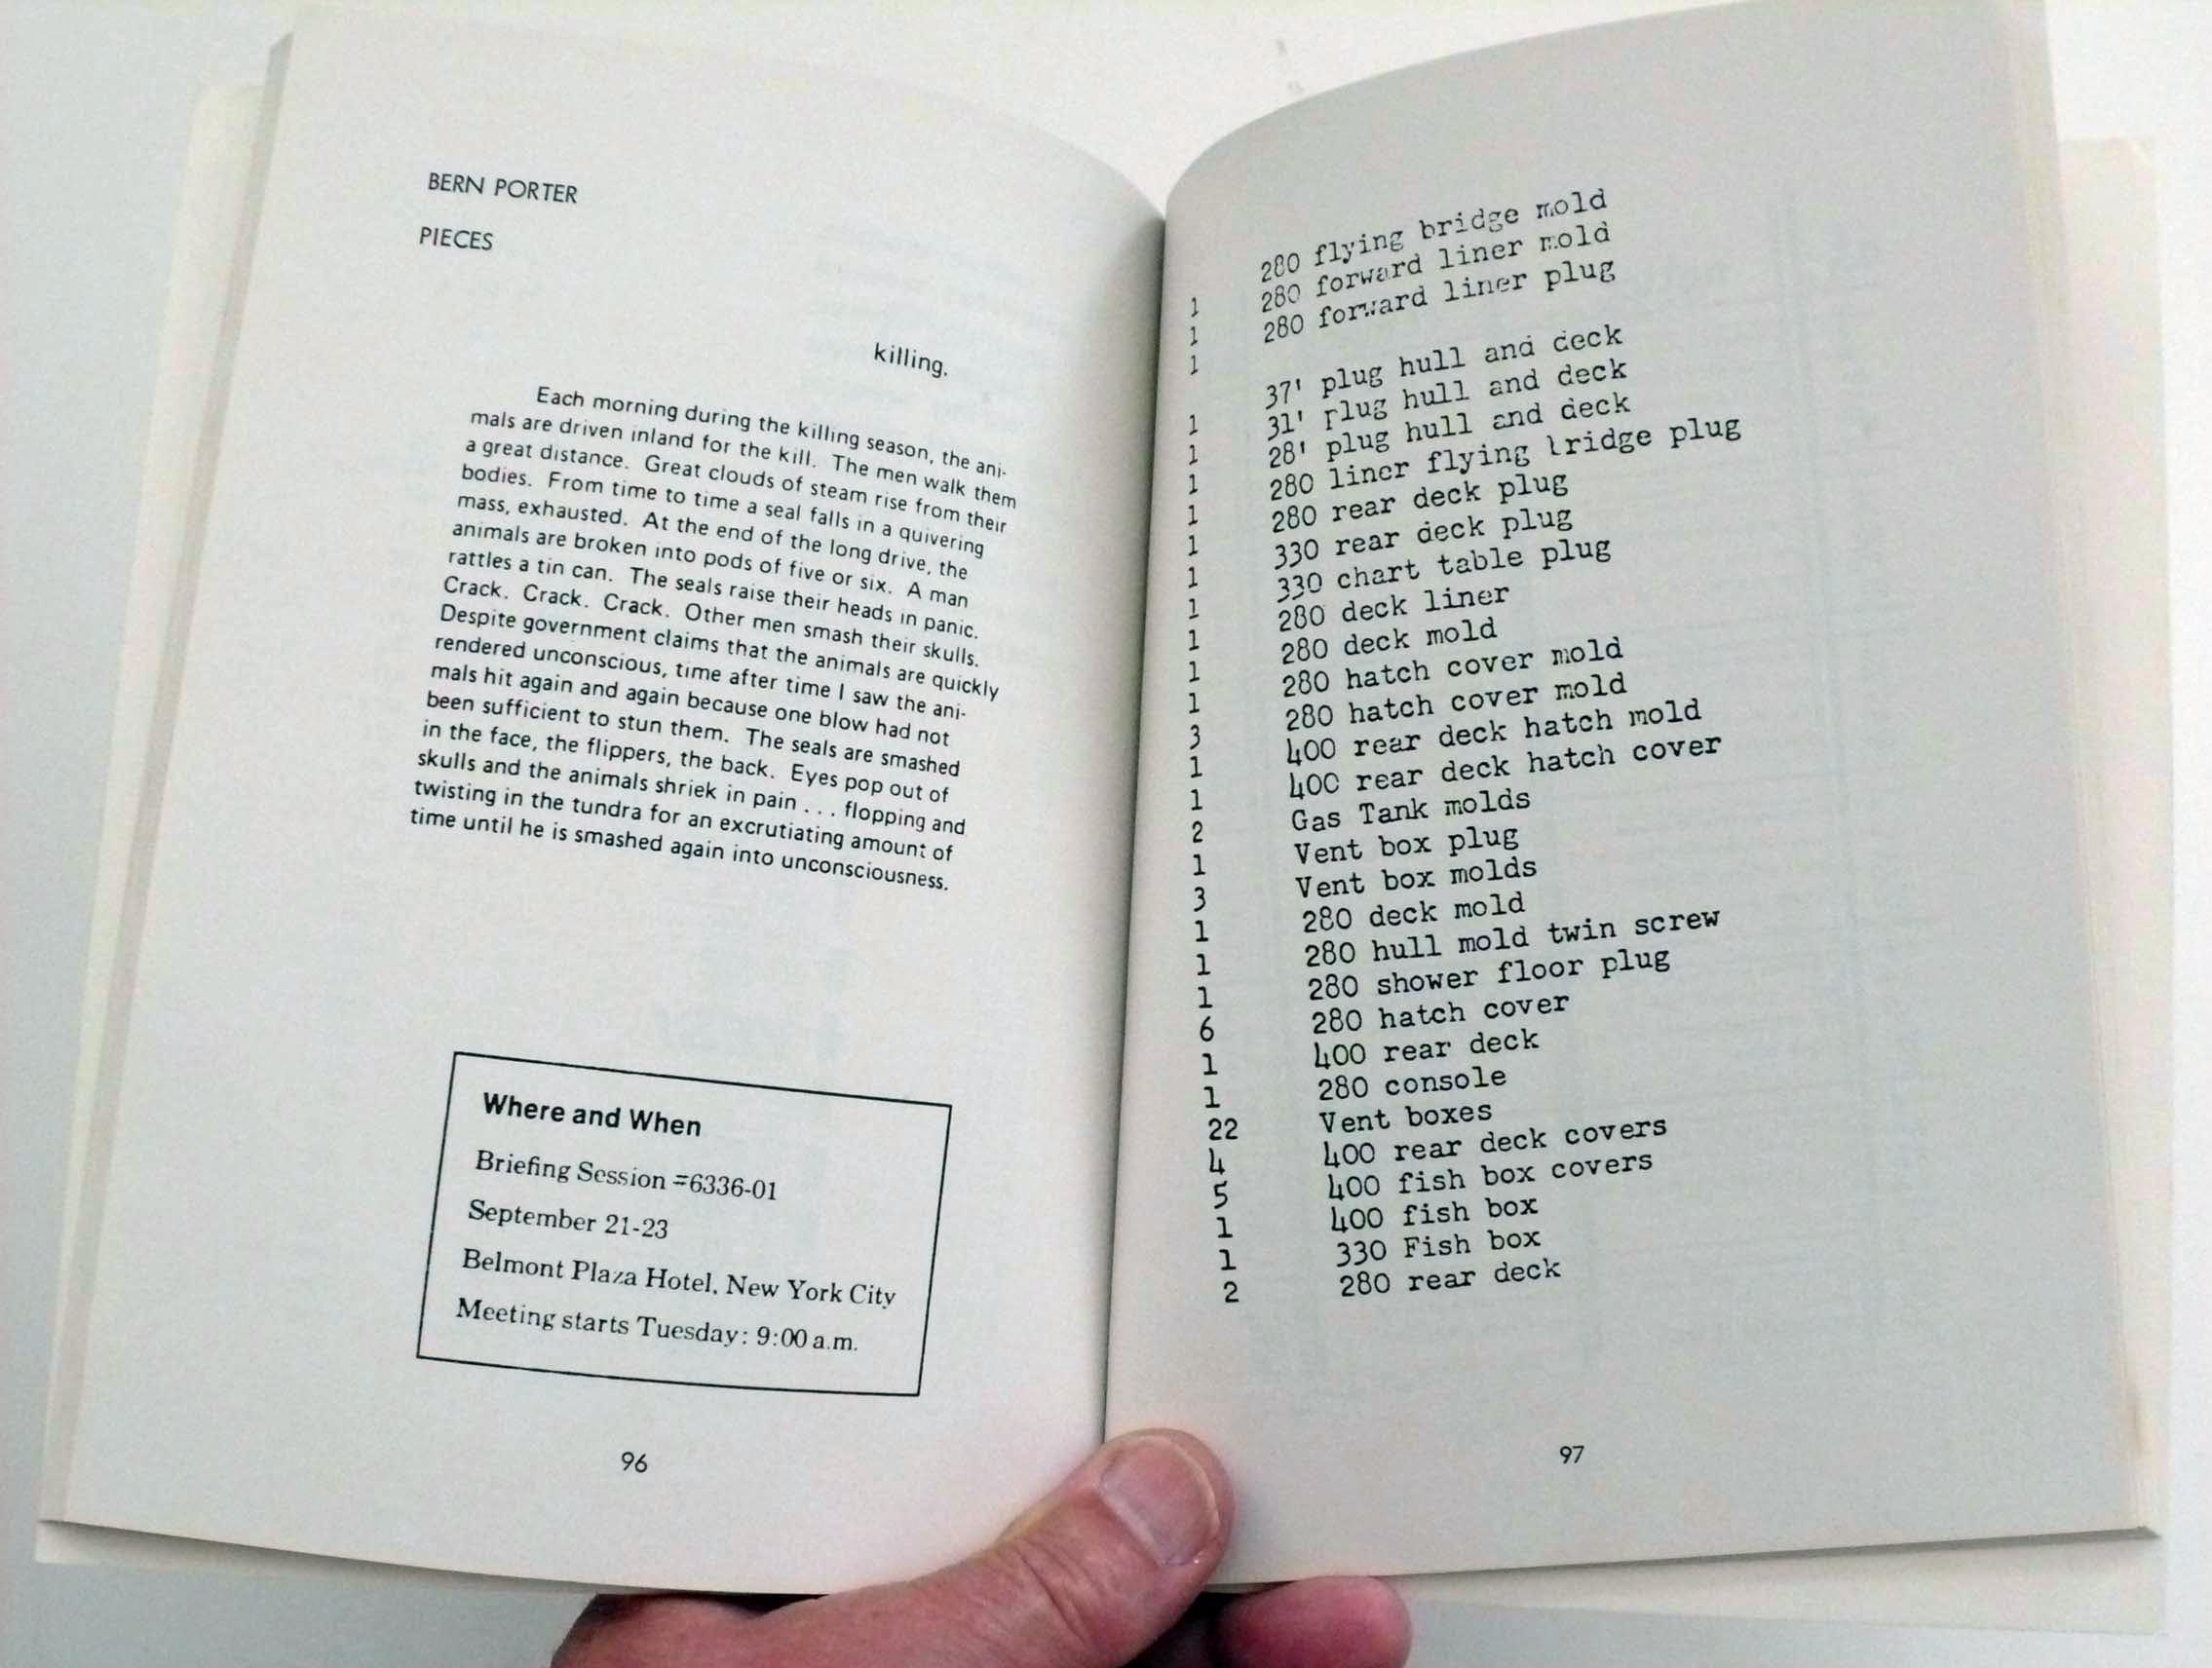 BERN PORTER
PIECES
killing.
Each morning during the killing season, the ani-
mals are driven inland for the kill. The men walk them
a great distance. Great clouds of steam rise from their
bodies. From time to time a seal falls in a quivering
mass, exhausted. At the end of the long drive, the
animals are broken into pods of five or six. A man
rattles a tin can. The seals raise their heads in panic.
Crack. Crack. Crack. Other men smash their skulls.
Despite government claims that the animals are quickly
rendered unconscious, time after time I saw the ani-
mals hit again and again because one blow had not
been sufficient to stun them. The seals are smashed
in the face, the flippers, the back. Eyes pop out of
skulls and the animals shriek in pain . . . flopping and
twisting in the tundra for an excrutiating amount of
time until he is smashed again into unconsciousness.
Where and When
Briefing Session =6336-01
September 21-23
Belmont Plaza Hotel, New York City
Meeting starts Tuesday: 9:00 a.m.
96
1 280 flying bridge mold
1 280 forward liner mold
1 280 forward liner plug
1 37' plug hull and deck
1 31' plug hull and deck
1 28' plug hull and deck
1 280 liner flying bridge plug
1 280 rear deck plug
1 330 rear deck plug
1 330 chart table plug
1 280 deck liner
1 280 deck mold
1 280 hatch cover mold
3 280 hatch cover mold
1 400 rear deck hatch mold
1 400 rear deck hatch cover
2 Gas Tank molds
1 Vent box plug
3 Vent box molds
1 280 deck mold
1 280 hull mold twin screw
1 280 shower floor plug
6 280 hatch cover
1 400 rear deck
1 280 console
22 Vent boxes
4 400 rear deck covers
5 400 fish box covers
1 400 fish box
1 330 Fish box
2 280 rear deck
97